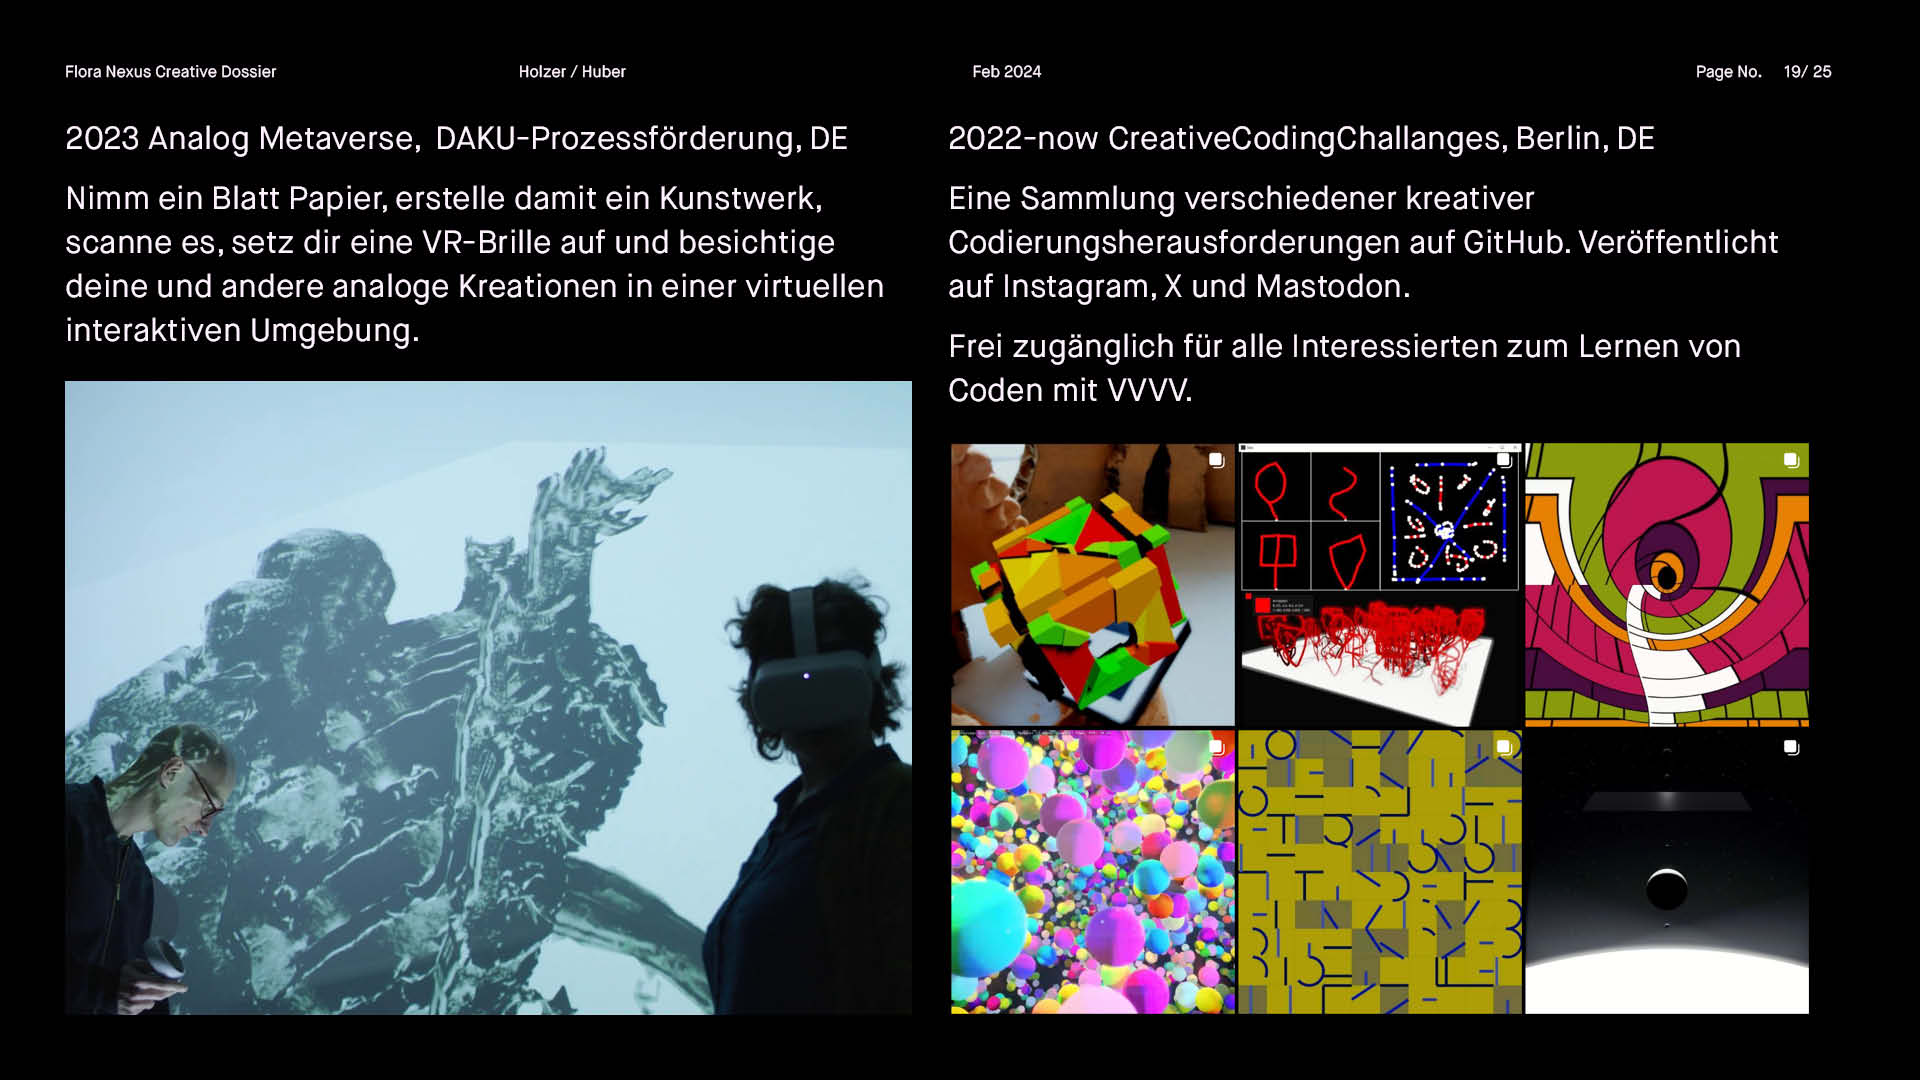 Flora Nexus Creative Dossier
Holzer / Huber
Feb 2024
Page No. 19/ 25
2023 Analog Metaverse, DAKU-Prozessförderung, DE
Nimm ein Blatt Papier, erstelle damit ein Kunstwerk,
scanne es, setz dir eine VR-Brille auf und besichtige
deine und andere analoge Kreationen in einer virtuellen
interaktiven Umgebung.
2022-now CreativeCodingChallanges, Berlin, DE
Eine Sammlung verschiedener kreativer
Codierungsherausforderungen auf GitHub. Veröffentlicht
auf Instagram, X und Mastodon.
Frei zugänglich für alle Interessierten zum Lernen von
Coden mit VVVV.